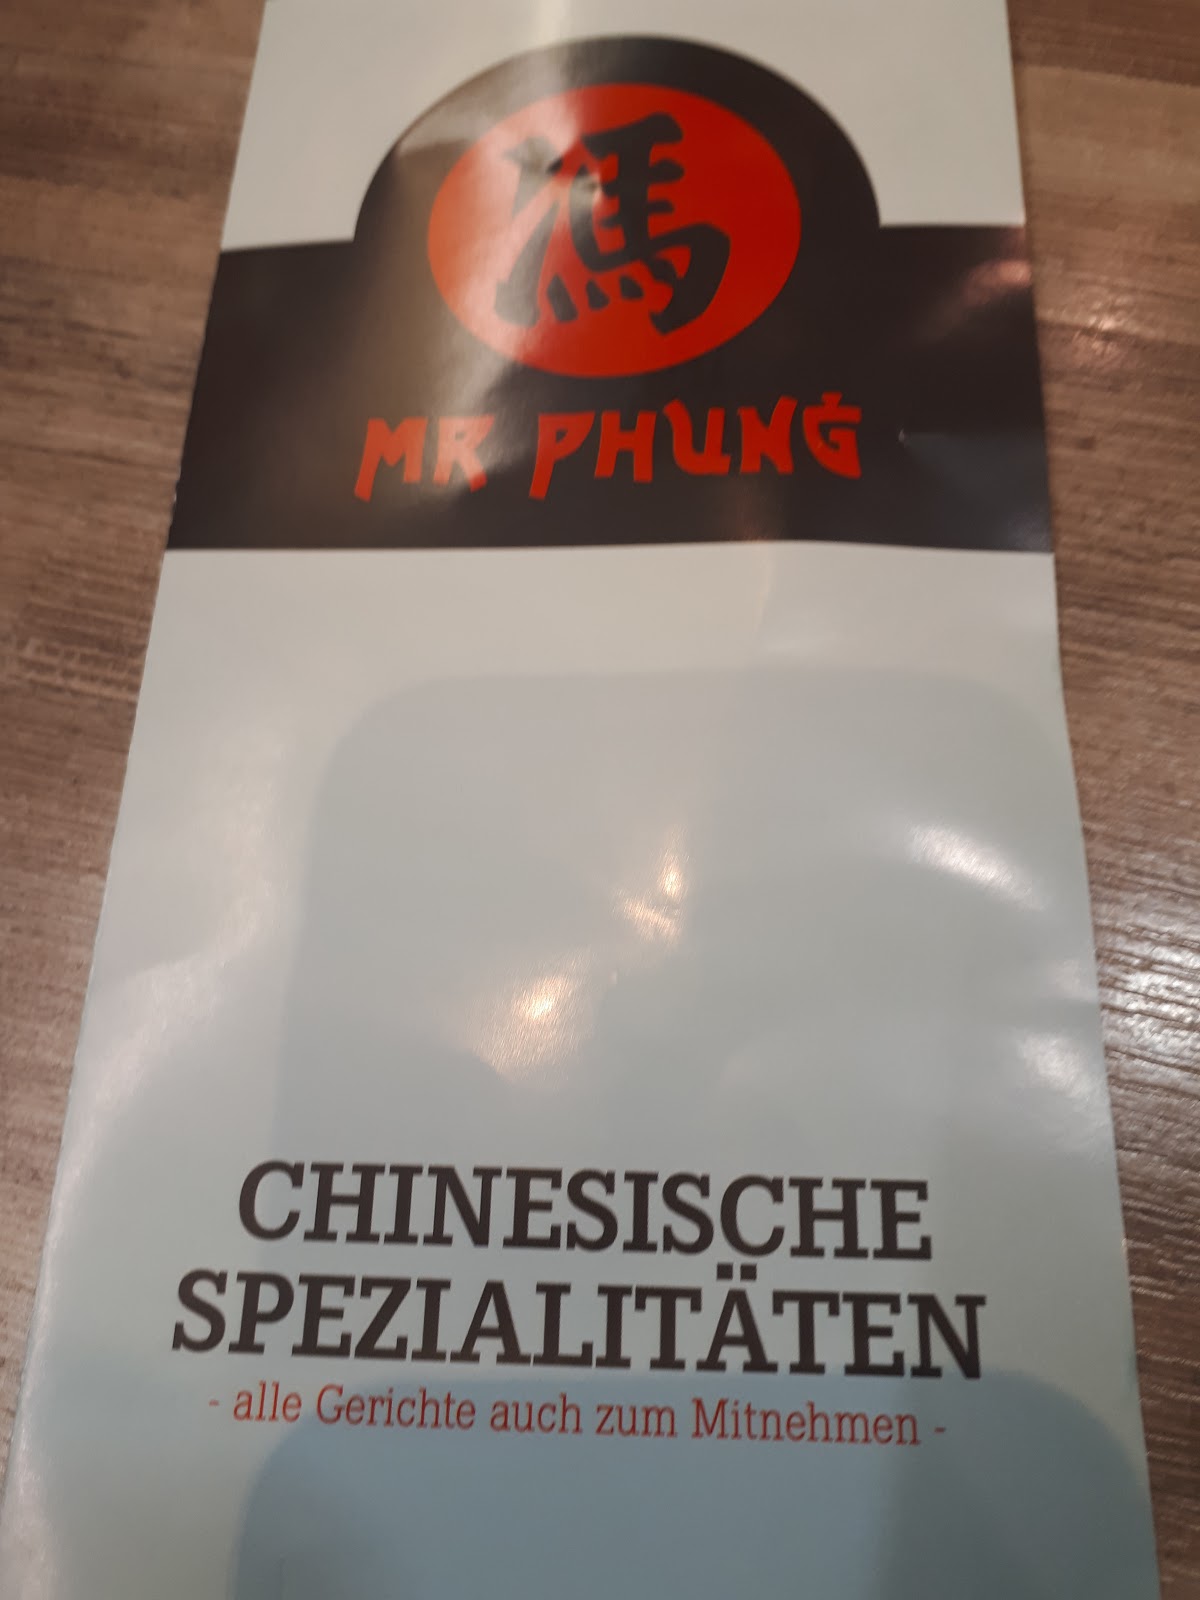 馮
MR PHUNG
CHINESISCHE
SPEZIALITÄTEN
- alle Gerichte auch zum Mitnehmen -